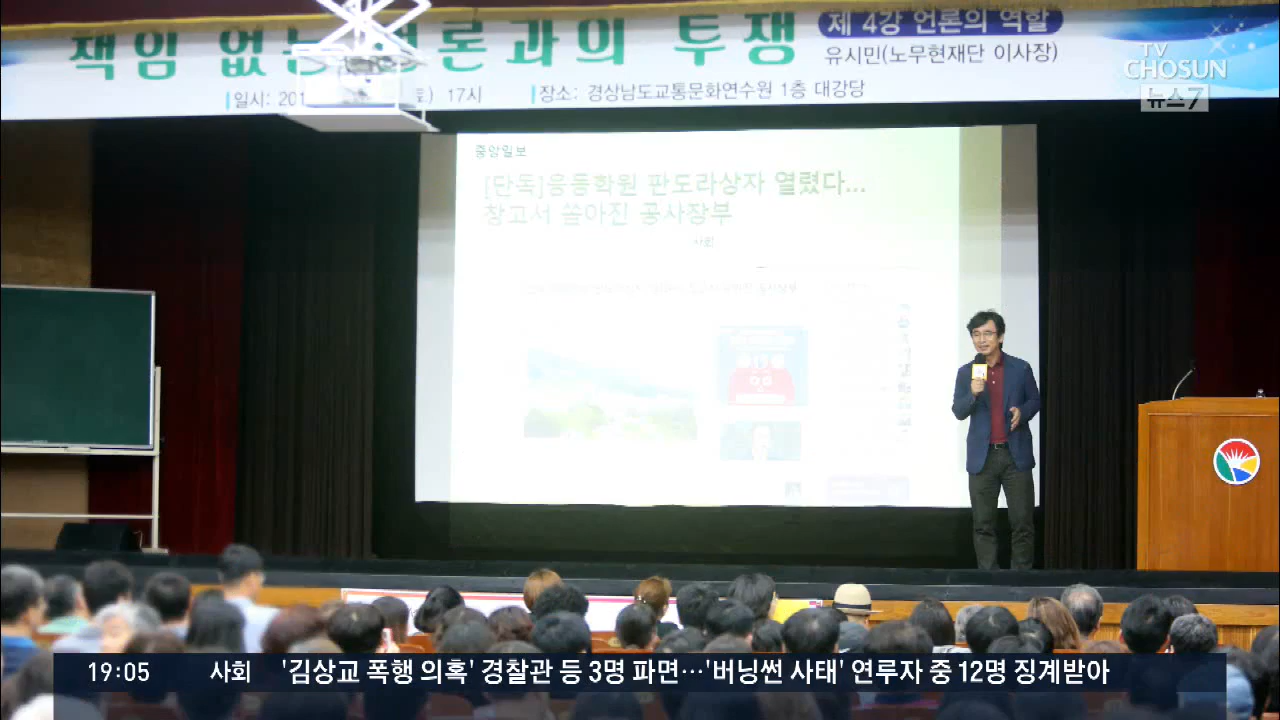 책임 없는 언론과의 투쟁
제 4강 언론의 역할
유시민(노무현재단 이사장)
일시: 17시
장소: 경상남도교통문화연수원 1층 대강당
TV
CHOSUN
뉴스7
중앙일보
[단독]웅동학원 판도라상자 열렸다...
창고서 쏟아진 공사장부
사회
19:05 사회 '김상교 폭행 의혹' 경찰관 등 3명 파면…'버닝썬 사태' 연루자 중 12명 징계받아